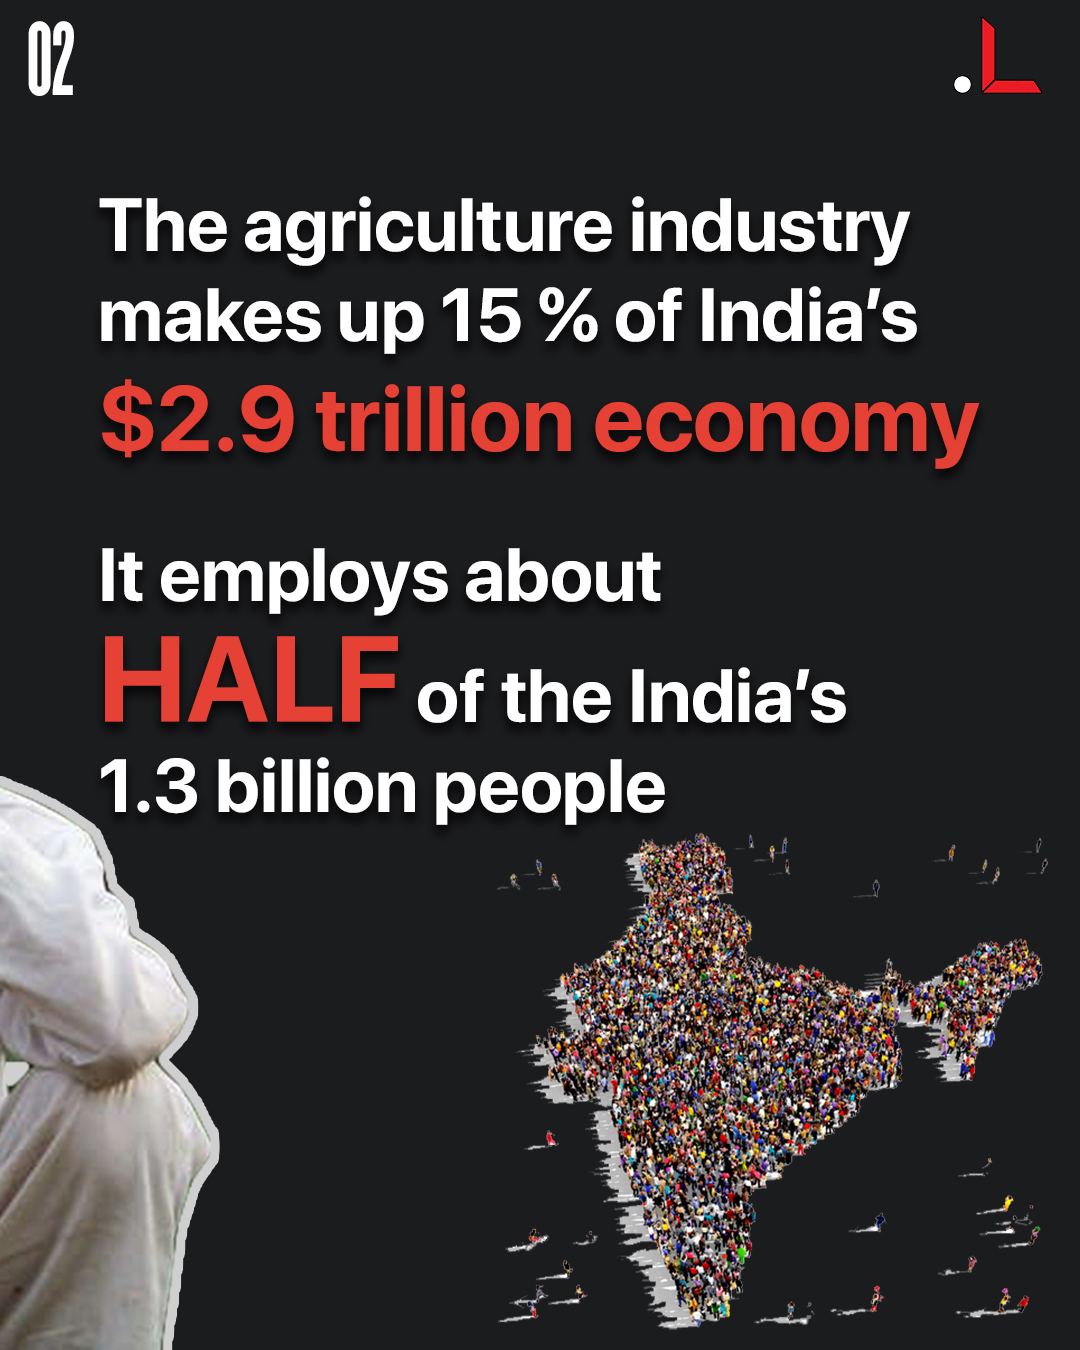 02
.L
The agriculture industry
makes up 15 % of India’s
$2.9 trillion economy
It employs about
HALF of the India’s
1.3 billion people